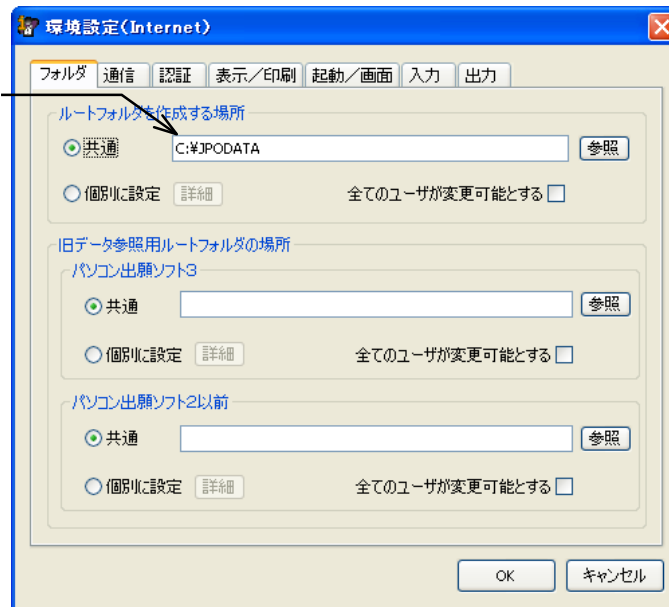 環境設定(Internet)
フォルダ 通信 認証 表示／印刷 起動／画面 入力 出力
ルートフォルダを作成する場所
共通 C:¥JPODATA 参照
個別に設定 詳細 全てのユーザが変更可能とする
旧データ参照用ルートフォルダの場所
パソコン出願ソフト3
共通 参照
個別に設定 詳細 全てのユーザが変更可能とする
パソコン出願ソフト2以前
共通 参照
個別に設定 詳細 全てのユーザが変更可能とする
OK キャンセル